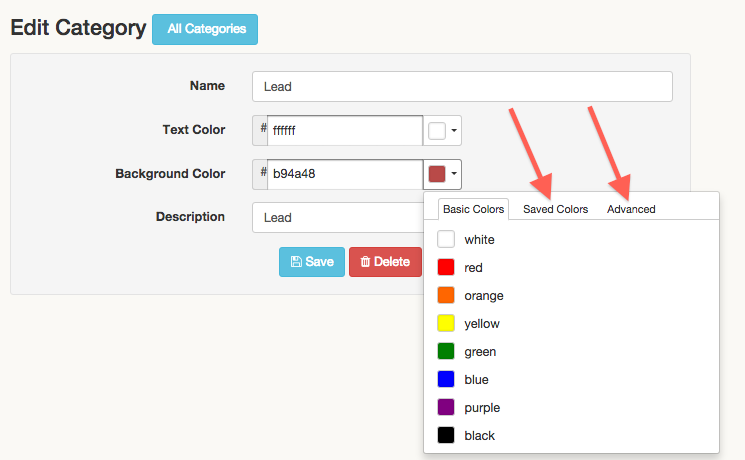 Edit Category All Categories
Name Lead
Text Color # ffffff
Background Color # b94a48
Description Lead
Save Delete
Basic Colors Saved Colors Advanced
white
red
orange
yellow
green
blue
purple
black